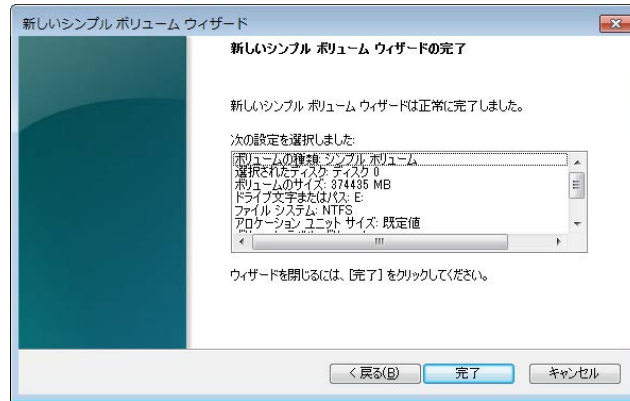 新しいシンプル ボリューム ウィザード
新しいシンプル ボリューム ウィザードの完了
新しいシンプル ボリューム ウィザードは正常に完了しました。
次の設定を選択しました:
ボリュームの種類: シンプル ボリューム
選択されたディスク: ディスク 0
ボリュームのサイズ: 374435 MB
ドライブ文字またはパス: E:
ファイル システム: NTFS
アロケーション ユニット サイズ: 既定値
ウィザードを閉じるには、[完了] をクリックしてください。
< 戻る(B)
完了
キャンセル